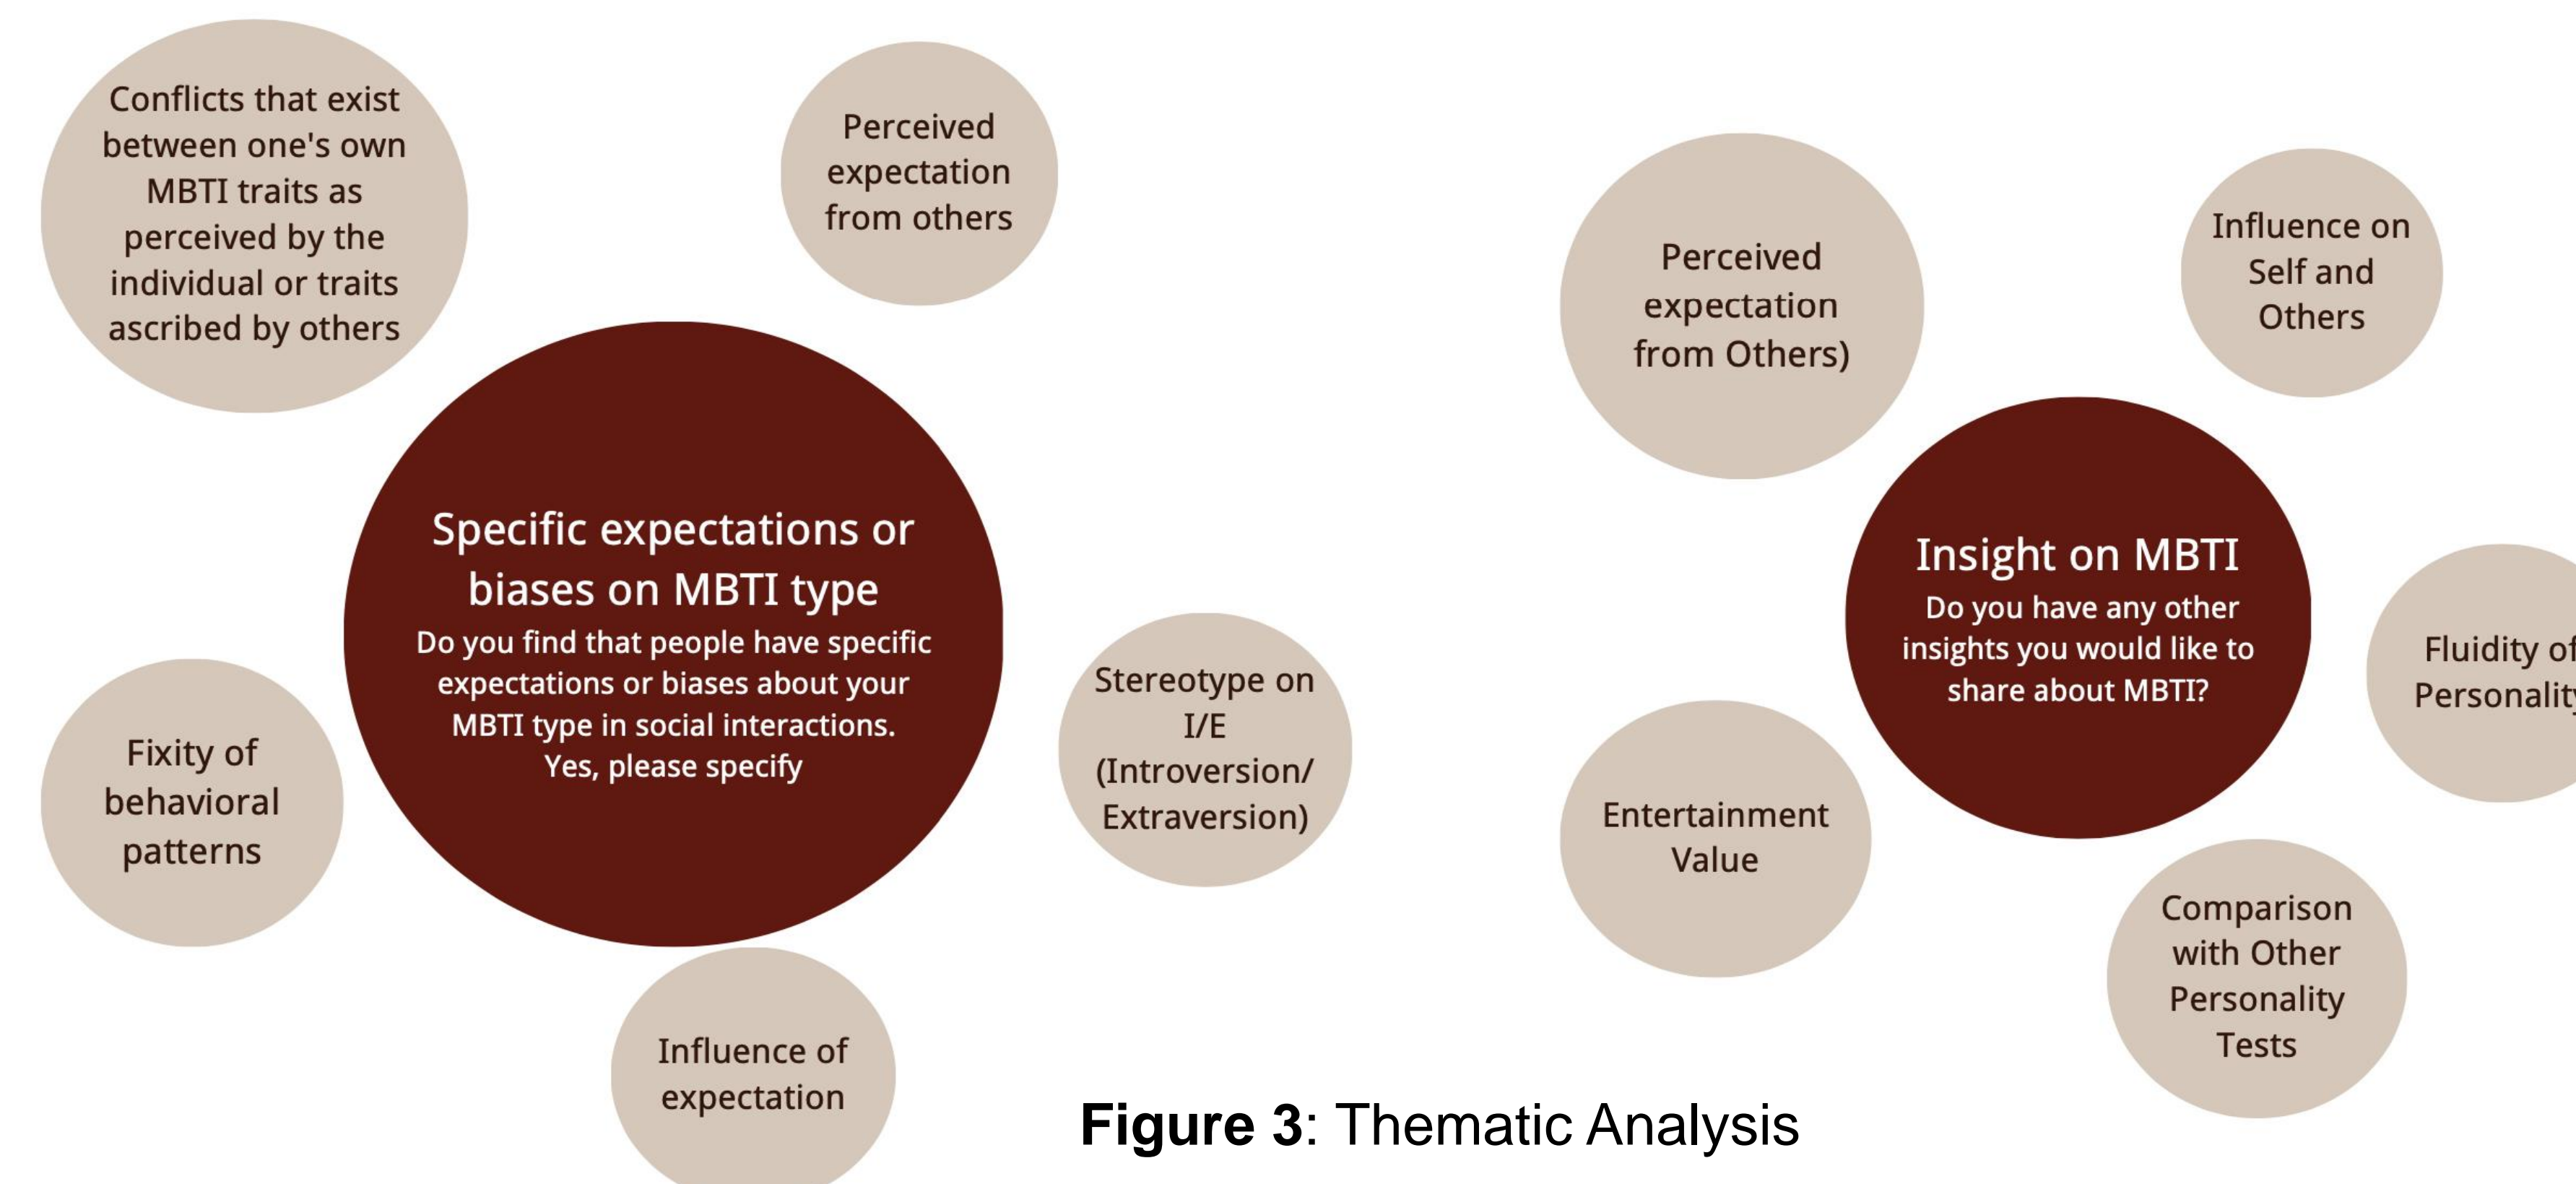 Conflicts that exist
between one's own
MBTI traits as
perceived by the
individual or traits
ascribed by others
Perceived
expectation
from others
Specific expectations or
biases on MBTI type
Do you find that people have specific
expectations or biases about your
MBTI type in social interactions.
Yes, please specify
Fixity of
behavioral
patterns
Stereotype on
I/E
(Introversion/
Extraversion)
Influence of
expectation
Perceived
expectation
from Others)
Influence on
Self and
Others
Insight on MBTI
Do you have any other
insights you would like to
share about MBTI?
Fluidity of
Personality
Entertainment
Value
Comparison
with Other
Personality
Tests
Figure 3: Thematic Analysis